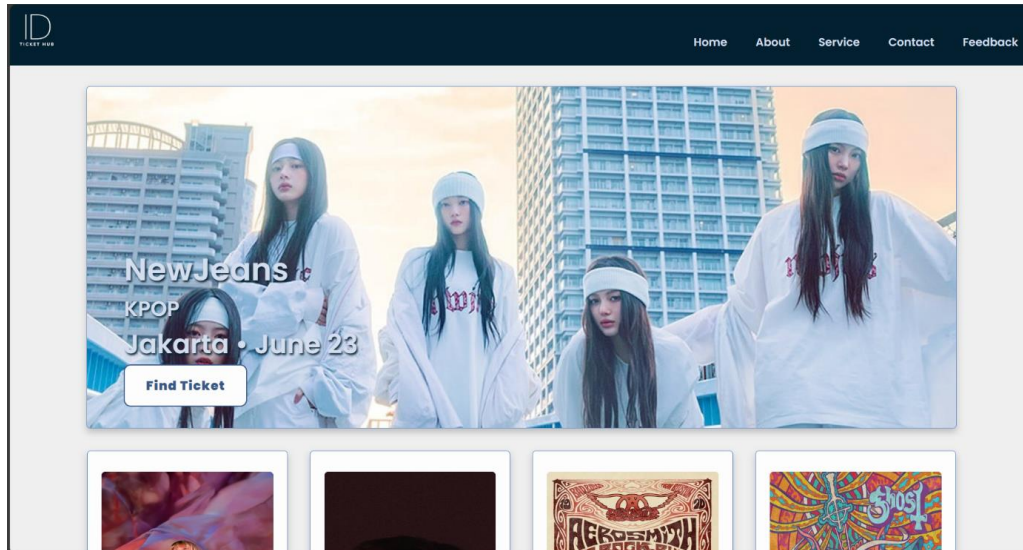 ID
TICKET HUB
Home About Service Contact Feedback
NewJeans
KPOP
Jakarta • June 23
Find Ticket
AEROSMITH
Ghost